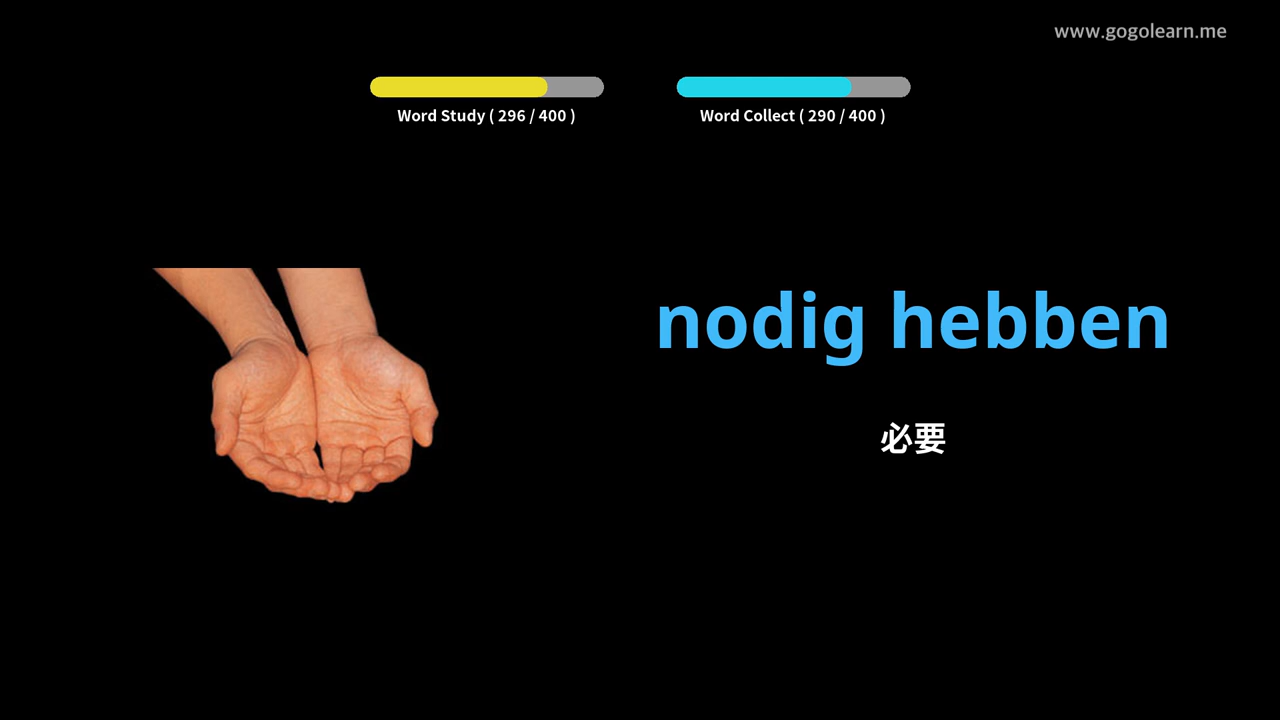 www.gogolearn.me
Word Study ( 296 / 400 )
Word Collect ( 290 / 400 )
nodig hebben
必要